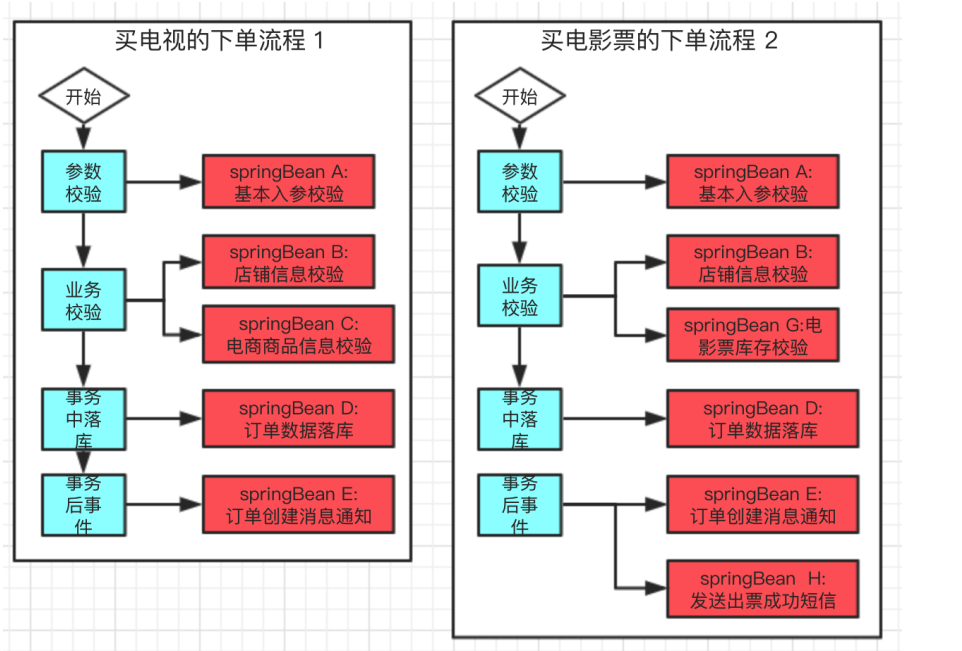 买电视的下单流程 1
开始
参数
校验
springBean A:
基本入参校验
业务
校验
springBean B:
店铺信息校验
springBean C:
电商商品信息校验
事务
中落
库
springBean D:
订单数据落库
事务
后事
件
springBean E:
订单创建消息通知
买电影票的下单流程 2
开始
参数
校验
springBean A:
基本入参校验
业务
校验
springBean B:
店铺信息校验
springBean G:电
影票库存校验
事务
中落
库
springBean D:
订单数据落库
事务
后事
件
springBean E:
订单创建消息通知
springBean H:
发送出票成功短信